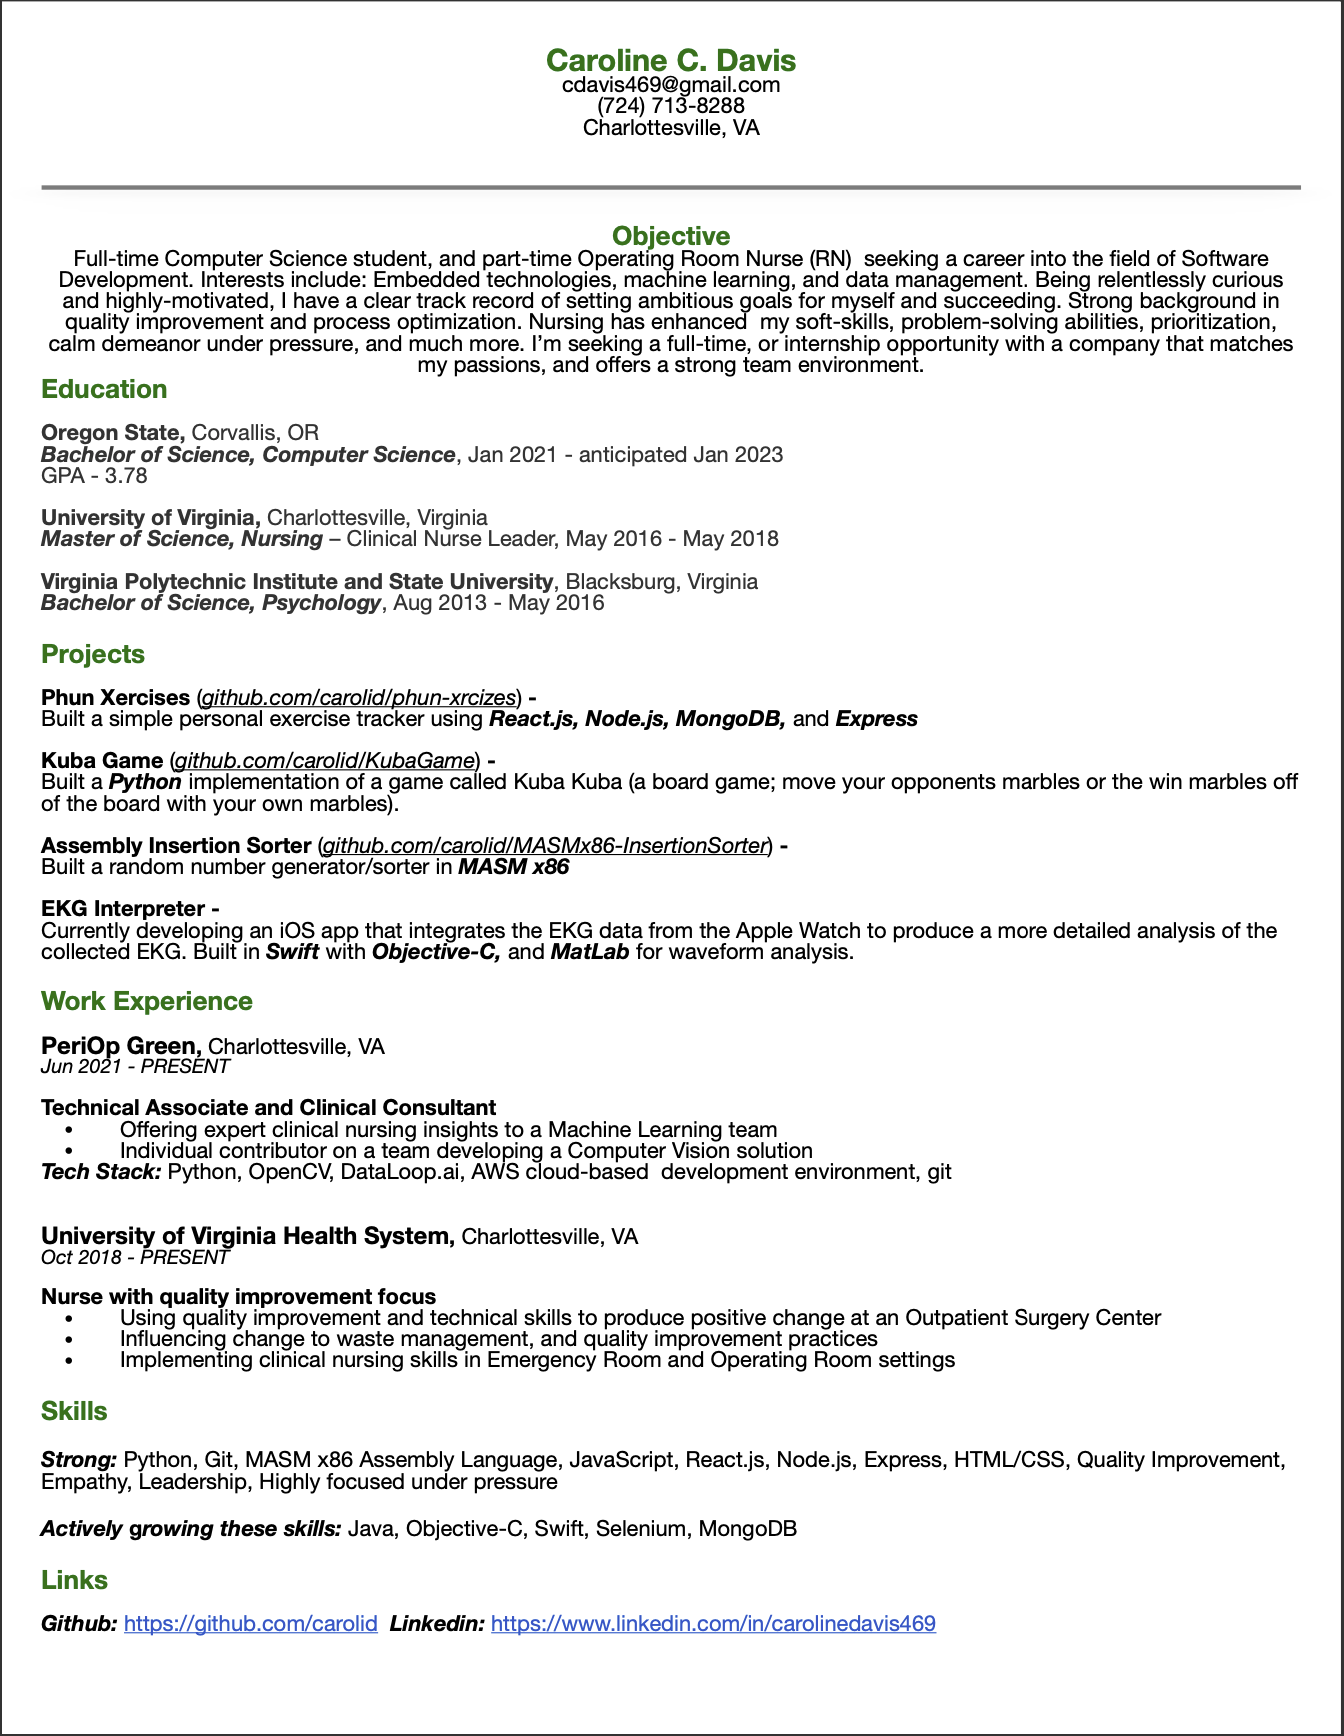 Caroline C. Davis
cdavis469@gmail.com
(724) 713-8288
Charlottesville, VA
Objective
Full-time Computer Science student, and part-time Operating Room Nurse (RN)  seeking a career into the field of Software
Development. Interests include: Embedded technologies, machine learning, and data management. Being relentlessly curious
and highly-motivated, I have a clear track record of setting ambitious goals for myself and succeeding. Strong background in
quality improvement and process optimization. Nursing has enhanced  my soft-skills, problem-solving abilities, prioritization,
calm demeanor under pressure, and much more. I’m seeking a full-time, or internship opportunity with a company that matches
my passions, and offers a strong team environment.
Education
Oregon State, Corvallis, OR
Bachelor of Science, Computer Science, Jan 2021 - anticipated Jan 2023
GPA - 3.78
University of Virginia, Charlottesville, Virginia
Master of Science, Nursing – Clinical Nurse Leader, May 2016 - May 2018
Virginia Polytechnic Institute and State University, Blacksburg, Virginia
Bachelor of Science, Psychology, Aug 2013 - May 2016
Projects
Phun Xercises (github.com/carolid/phun-xrcizes) -
Built a simple personal exercise tracker using React.js, Node.js, MongoDB, and Express
Kuba Game (github.com/carolid/KubaGame) -
Built a Python implementation of a game called Kuba Kuba (a board game; move your opponents marbles or the win marbles off
of the board with your own marbles).
Assembly Insertion Sorter (github.com/carolid/MASMx86-InsertionSorter) -
Built a random number generator/sorter in MASM x86
EKG Interpreter -
Currently developing an iOS app that integrates the EKG data from the Apple Watch to produce a more detailed analysis of the
collected EKG. Built in Swift with Objective-C, and MatLab for waveform analysis.
Work Experience
PeriOp Green, Charlottesville, VA
Jun 2021 - PRESENT
Technical Associate and Clinical Consultant
• Offering expert clinical nursing insights to a Machine Learning team
• Individual contributor on a team developing a Computer Vision solution
Tech Stack: Python, OpenCV, DataLoop.ai, AWS cloud-based  development environment, git
University of Virginia Health System, Charlottesville, VA
Oct 2018 - PRESENT
Nurse with quality improvement focus
• Using quality improvement and technical skills to produce positive change at an Outpatient Surgery Center
• Influencing change to waste management, and quality improvement practices
• Implementing clinical nursing skills in Emergency Room and Operating Room settings
Skills
Strong: Python, Git, MASM x86 Assembly Language, JavaScript, React.js, Node.js, Express, HTML/CSS, Quality Improvement,
Empathy, Leadership, Highly focused under pressure
Actively growing these skills: Java, Objective-C, Swift, Selenium, MongoDB
Links
Github: https://github.com/carolid  Linkedin: https://www.linkedin.com/in/carolinedavis469